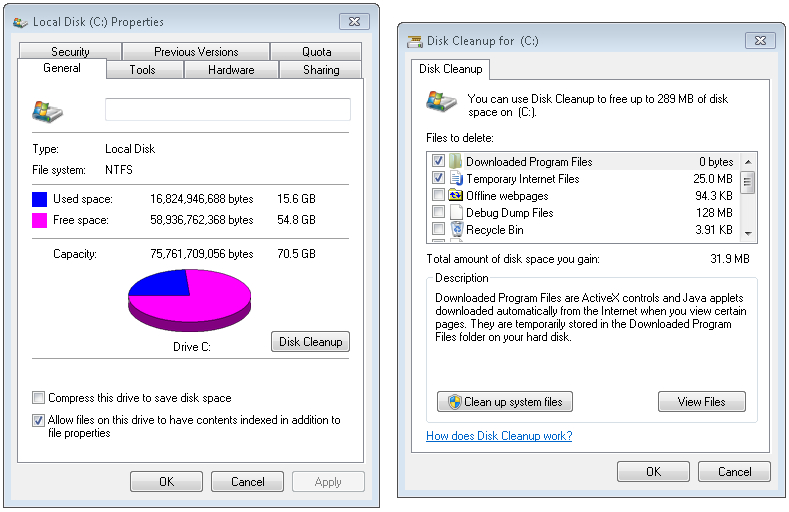 Local Disk (C:) Properties
Security Previous Versions Quota
General Tools Hardware Sharing
Type: Local Disk
File system: NTFS
Used space: 16,824,946,688 bytes 15.6 GB
Free space: 58,936,762,368 bytes 54.8 GB
Capacity: 75,761,709,056 bytes 70.5 GB
Drive C:
Disk Cleanup
Compress this drive to save disk space
Allow files on this drive to have contents indexed in addition to
file properties
OK Cancel Apply
Disk Cleanup for (C:)
Disk Cleanup
You can use Disk Cleanup to free up to 289 MB of disk
space on (C:).
Files to delete:
Downloaded Program Files 0 bytes
Temporary Internet Files 25.0 MB
Offline webpages 94.3 KB
Debug Dump Files 128 MB
Recycle Bin 3.91 KB
Total amount of disk space you gain: 31.9 MB
Description
Downloaded Program Files are ActiveX controls and Java applets
downloaded automatically from the Internet when you view certain
pages. They are temporarily stored in the Downloaded Program
Files folder on your hard disk.
Clean up system files View Files
How does Disk Cleanup work?
OK Cancel